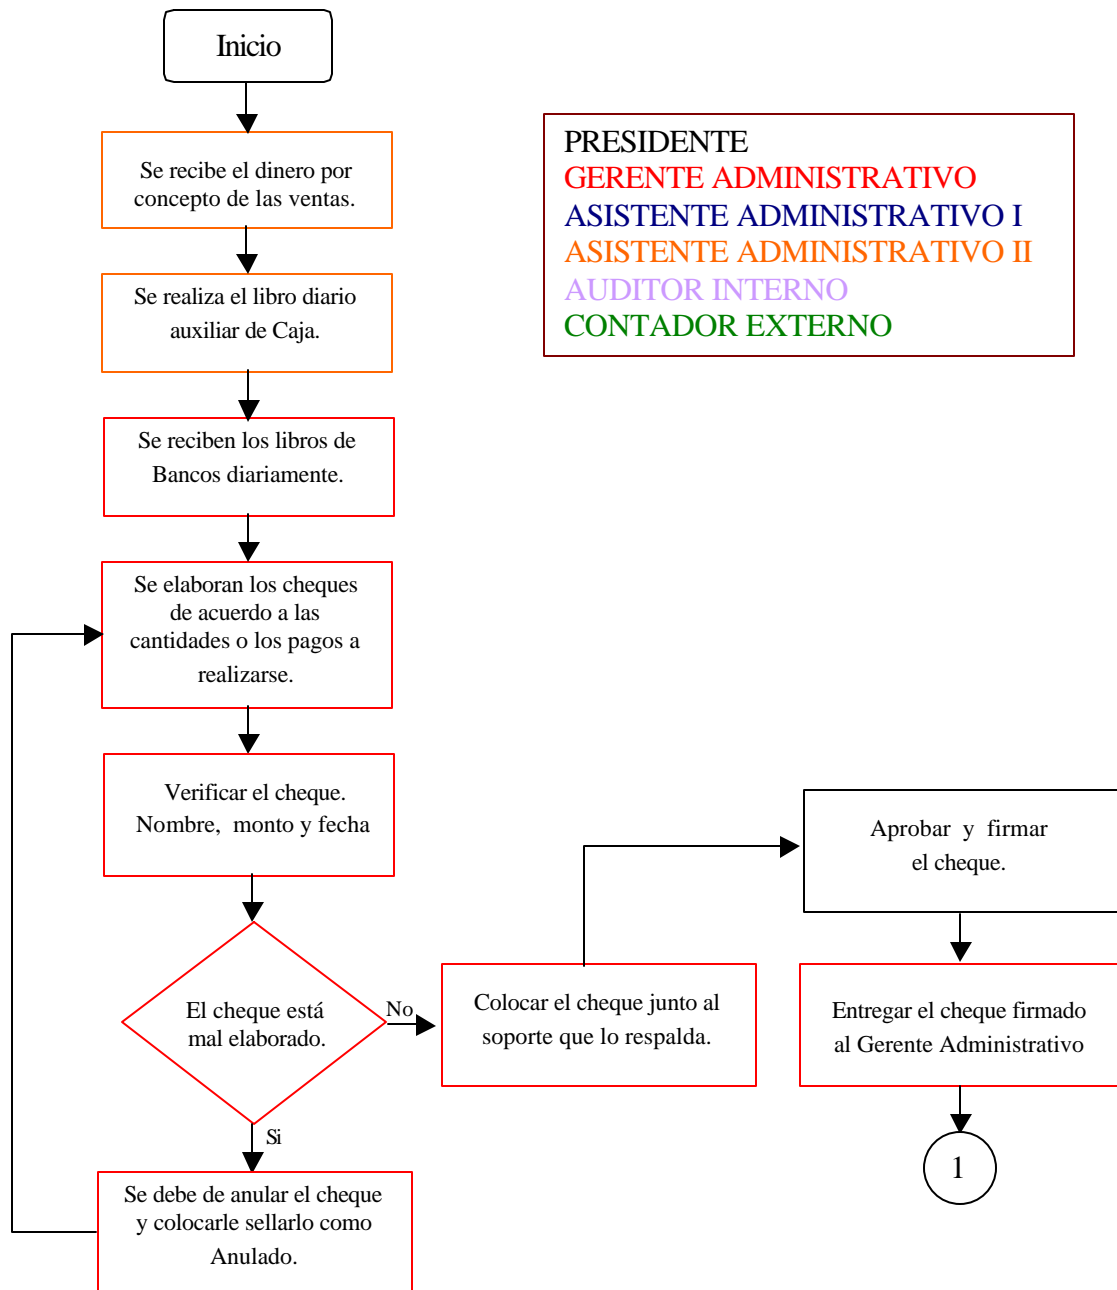 Inicio
Se recibe el dinero por
concepto de las ventas.
Se realiza el libro diario
auxiliar de Caja.
Se reciben los libros de
Bancos diariamente.
Se elaboran los cheques
de acuerdo a las
cantidades o los pagos a
realizarse.
Verificar el cheque.
Nombre, monto y fecha
El cheque está
mal elaborado.
No
Si
Se debe de anular el cheque
y colocarle sellarlo como
Anulado.
Colocar el cheque junto al
soporte que lo respalda.
Aprobar y firmar
el cheque.
Entregar el cheque firmado
al Gerente Administrativo
1
PRESIDENTE
GERENTE ADMINISTRATIVO
ASISTENTE ADMINISTRATIVO I
ASISTENTE ADMINISTRATIVO II
AUDITOR INTERNO
CONTADOR EXTERNO